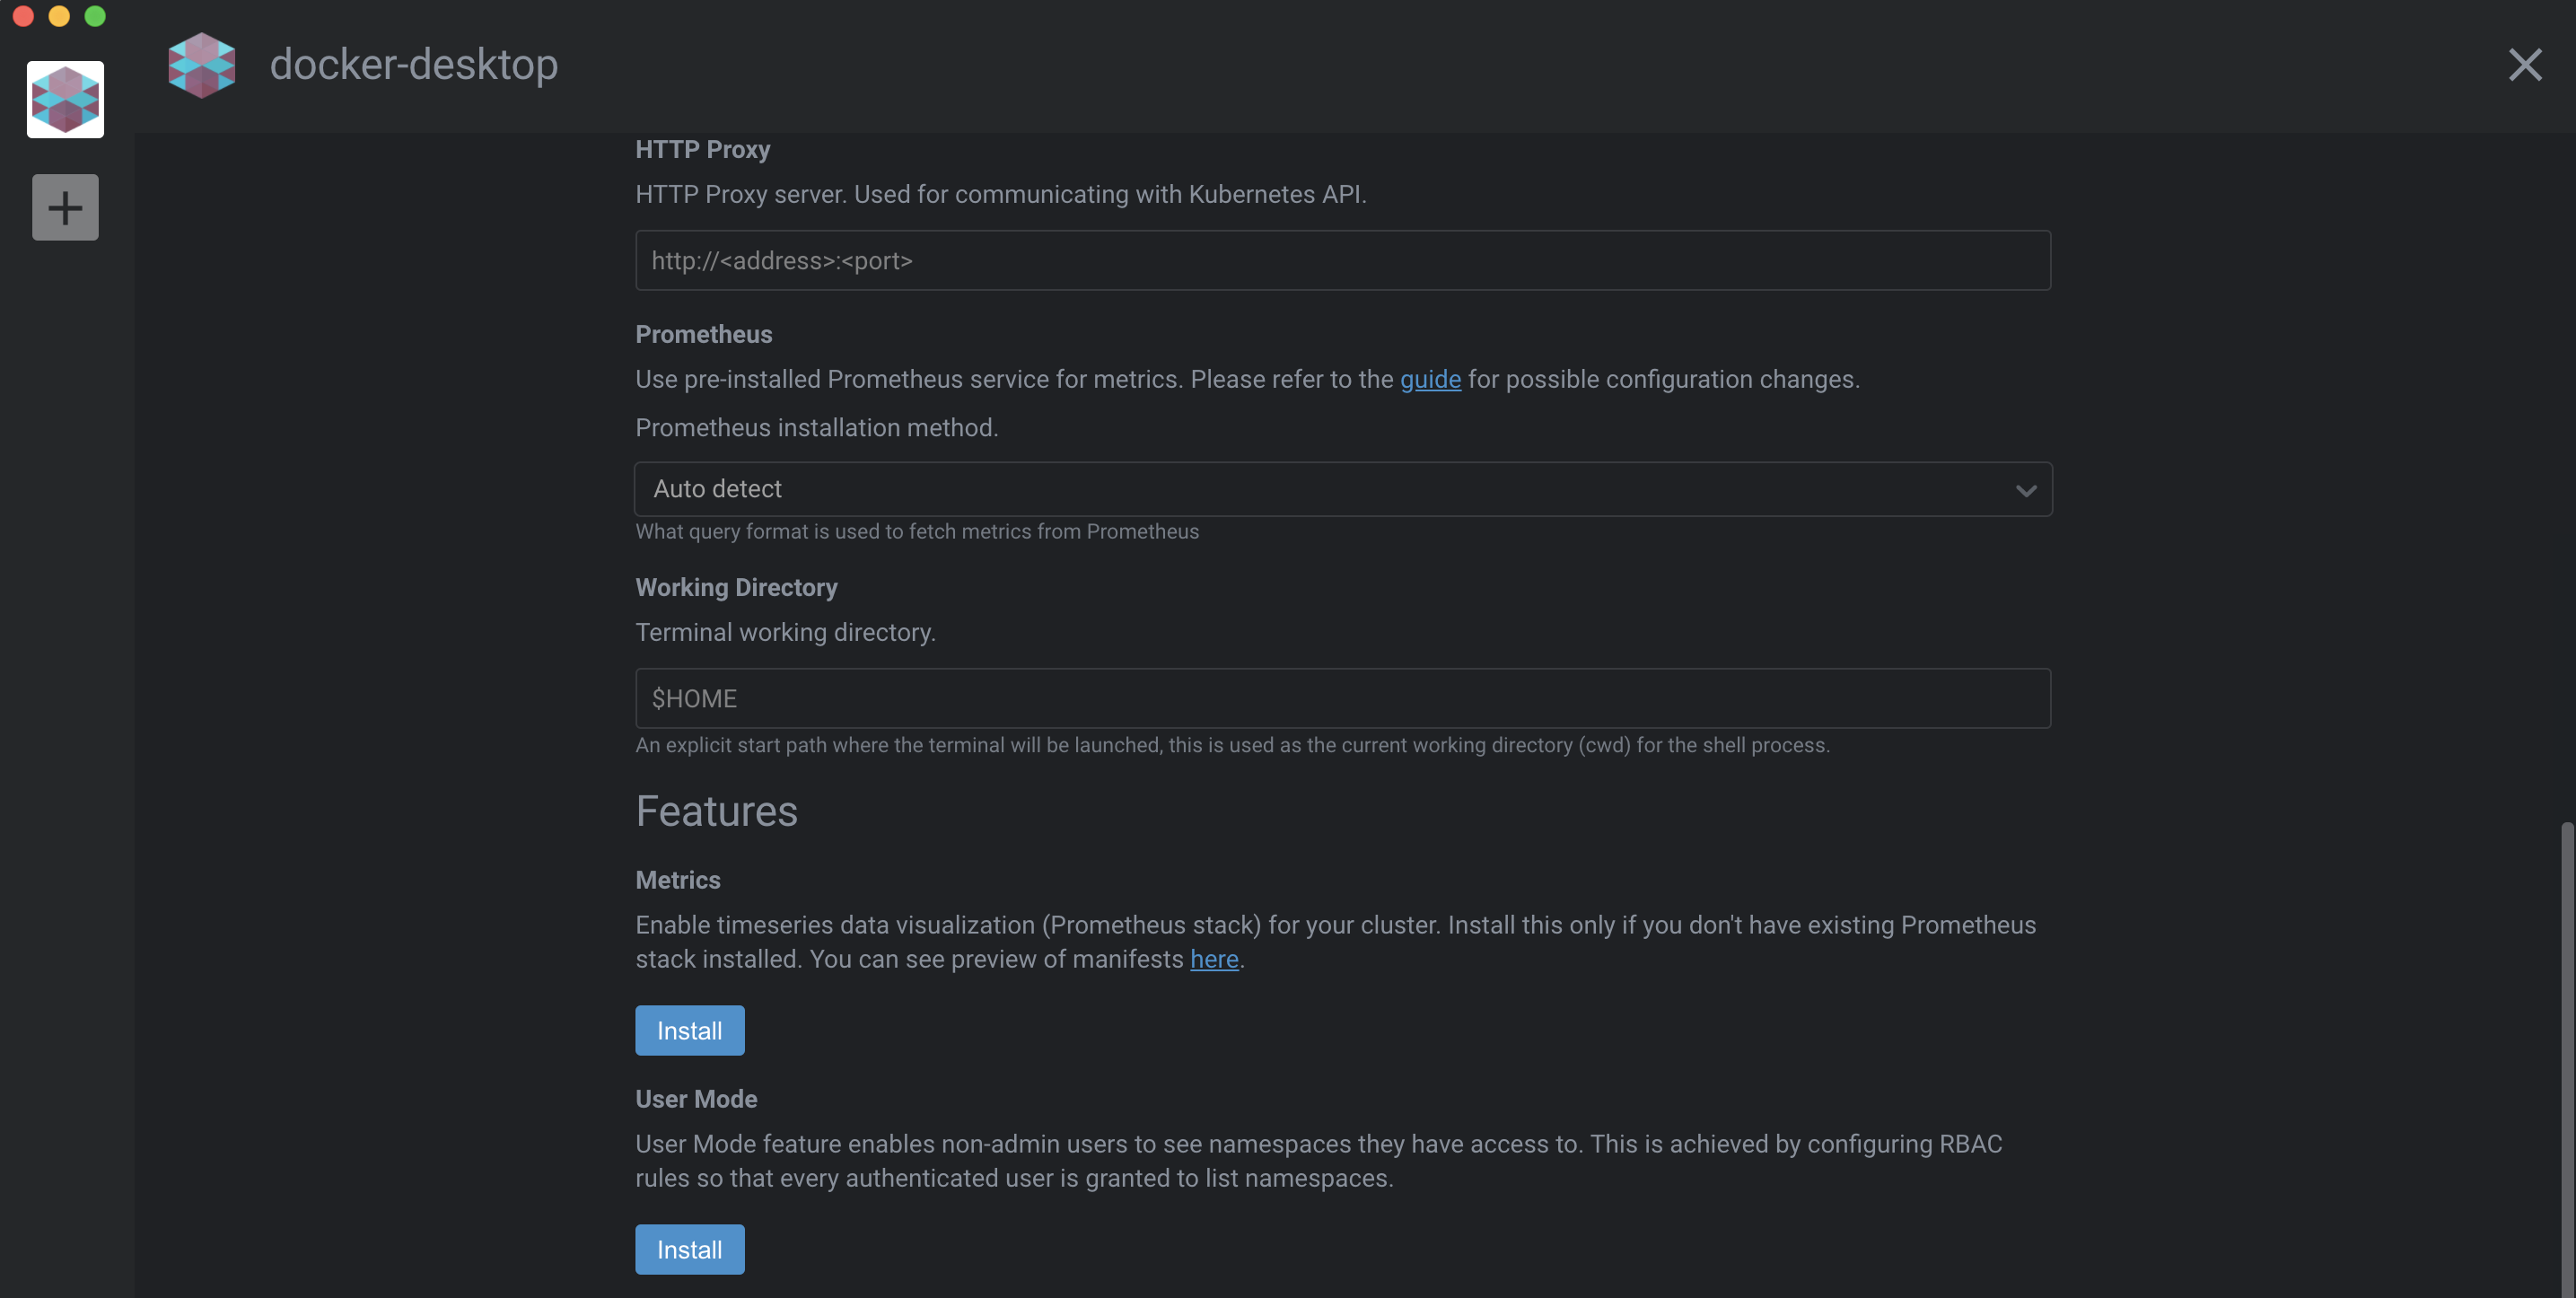 docker-desktop
HTTP Proxy
HTTP Proxy server. Used for communicating with Kubernetes API.
http://<address>:<port>
Prometheus
Use pre-installed Prometheus service for metrics. Please refer to the guide for possible configuration changes.
Prometheus installation method.
Auto detect
What query format is used to fetch metrics from Prometheus
Working Directory
Terminal working directory.
$HOME
An explicit start path where the terminal will be launched, this is used as the current working directory (cwd) for the shell process.
Features
Metrics
Enable timeseries data visualization (Prometheus stack) for your cluster. Install this only if you don't have existing Prometheus
stack installed. You can see preview of manifests here.
Install
User Mode
User Mode feature enables non-admin users to see namespaces they have access to. This is achieved by configuring RBAC
rules so that every authenticated user is granted to list namespaces.
Install